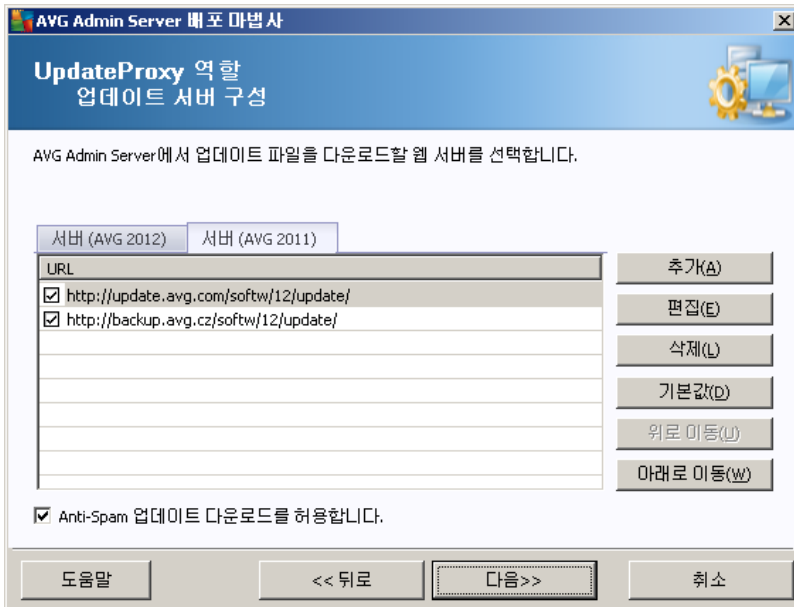 AVG Admin Server 배포 마법사
UpdateProxy 역할
업데이트 서버 구성
AVG Admin Server에서 업데이트 파일을 다운로드할 웹 서버를 선택합니다.
서버 (AVG 2012) 서버 (AVG 2011)
URL
http://update.avg.com/softw/12/update/
http://backup.avg.cz/softw/12/update/
추가(A)
편집(E)
삭제(L)
기본값(D)
위로 이동(U)
아래로 이동(W)
Anti-Spam 업데이트 다운로드를 허용합니다.
도움말 << 뒤로 다음>> 취소